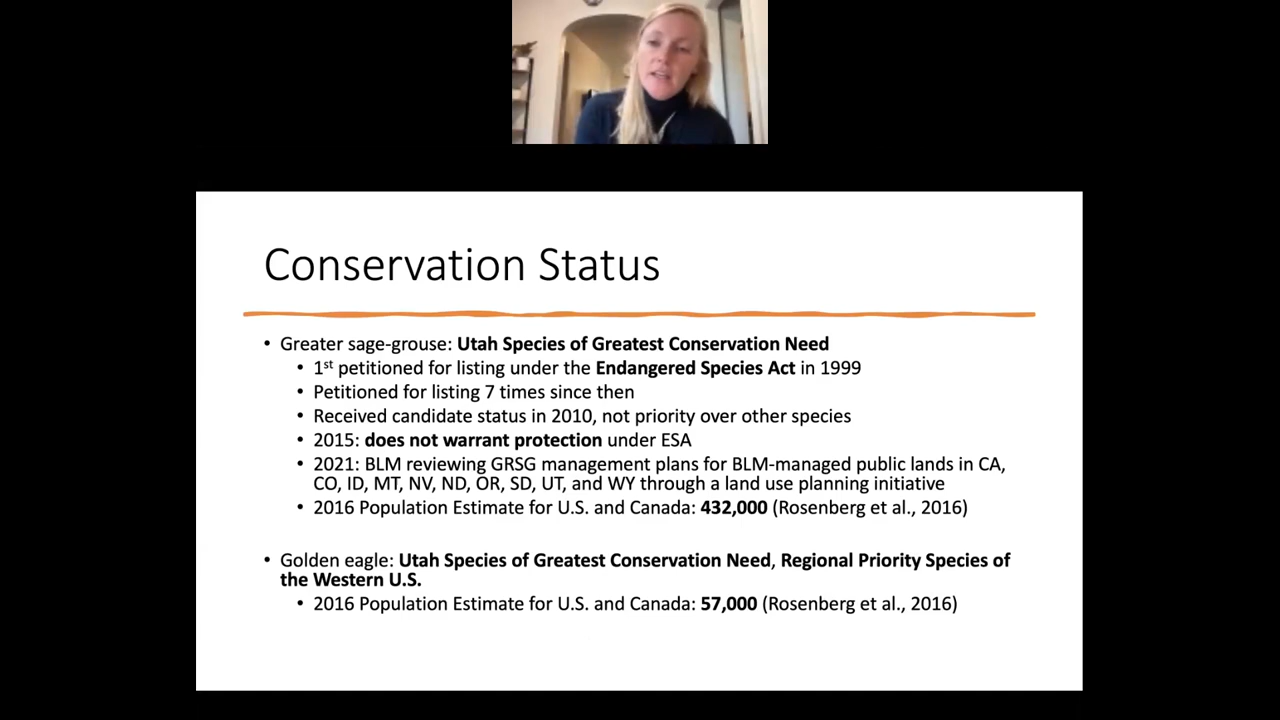 Conservation Status
• Greater sage-grouse: Utah Species of Greatest Conservation Need
• 1st petitioned for listing under the Endangered Species Act in 1999
• Petitioned for listing 7 times since then
• Received candidate status in 2010, not priority over other species
• 2015: does not warrant protection under ESA
• 2021: BLM reviewing GRSG management plans for BLM-managed public lands in CA,
CO, ID, MT, NV, ND, OR, SD, UT, and WY through a land use planning initiative
• 2016 Population Estimate for U.S. and Canada: 432,000 (Rosenberg et al., 2016)
• Golden eagle: Utah Species of Greatest Conservation Need, Regional Priority Species of
the Western U.S.
• 2016 Population Estimate for U.S. and Canada: 57,000 (Rosenberg et al., 2016)